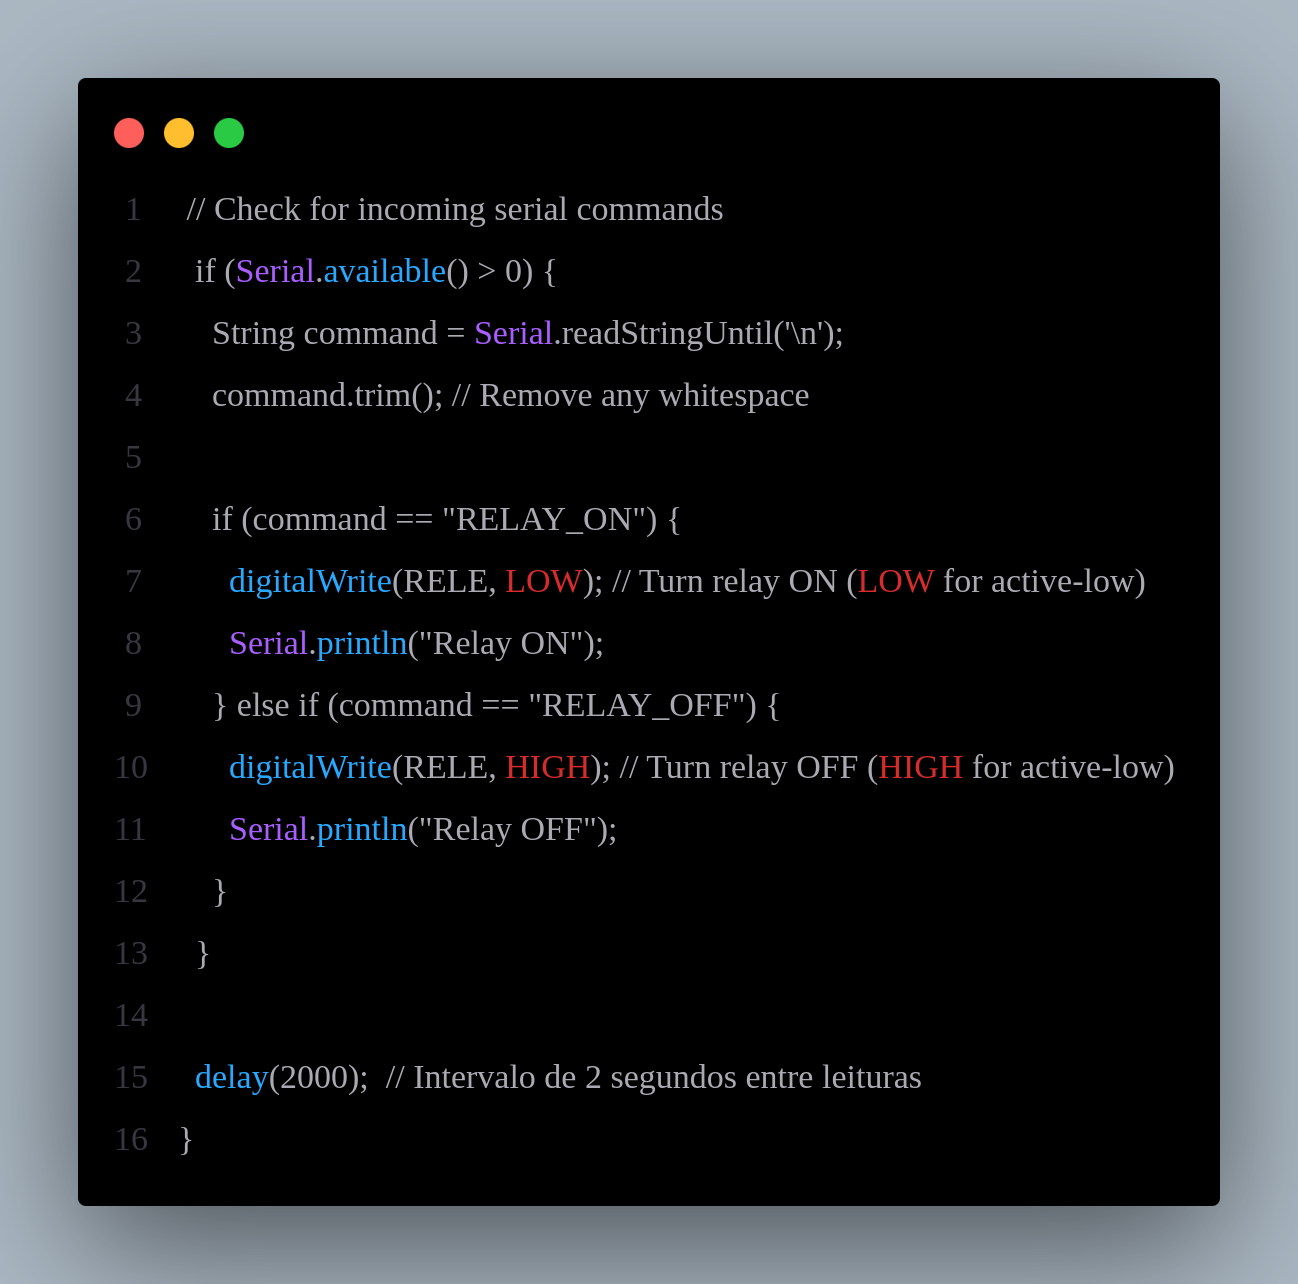 1 // Check for incoming serial commands
2 if (Serial.available() > 0) {
3 String command = Serial.readStringUntil('\n');
4 command.trim(); // Remove any whitespace
5
6 if (command == "RELAY_ON") {
7 digitalWrite(RELE, LOW); // Turn relay ON (LOW for active-low)
8 Serial.println("Relay ON");
9 } else if (command == "RELAY_OFF") {
10 digitalWrite(RELE, HIGH); // Turn relay OFF (HIGH for active-low)
11 Serial.println("Relay OFF");
12 }
13 }
14
15 delay(2000);  // Intervalo de 2 segundos entre leituras
16 }